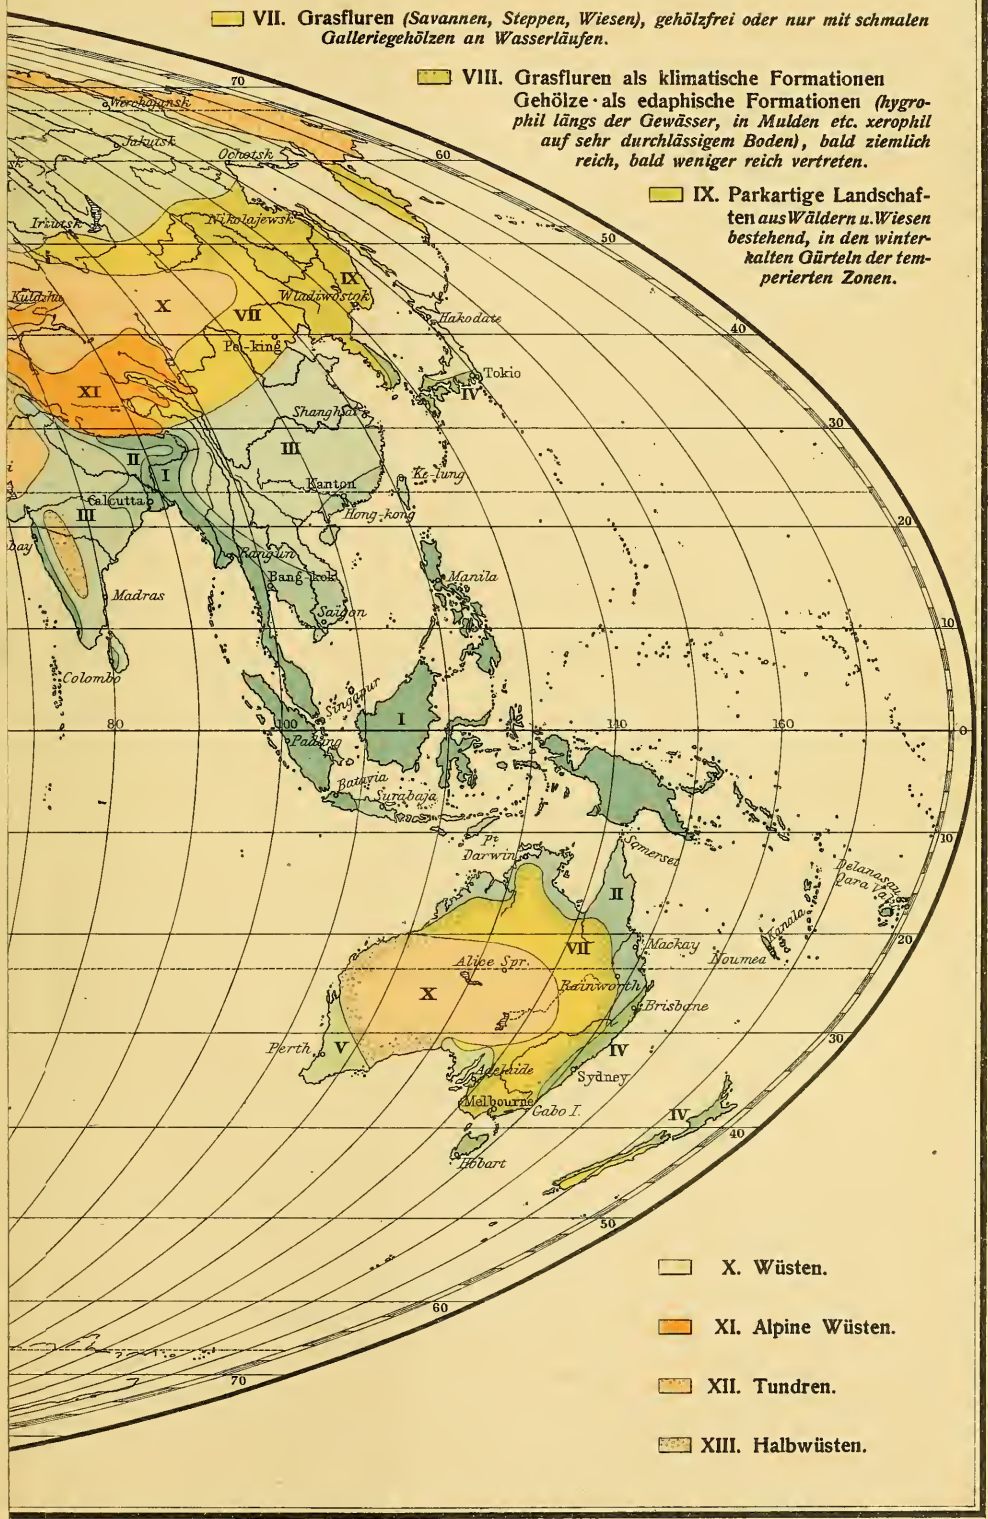 VII. Grasfluren (Savannen, Steppen, Wiesen), gehölzfrei oder nur mit schmalen
Galleriegehölzen an Wasserläufen.
VIII. Grasfluren als klimatische Formationen
Gehölze · als edaphische Formationen (hygro-
phil längs der Gewässer, in Mulden etc. xerophil
auf sehr durchlässigem Boden), bald ziemlich
reich, bald weniger reich vertreten.
IX. Parkartige Landschaf-
ten aus Wäldern u. Wiesen
bestehend, in den winter-
kalten Gürteln der tem-
perierten Zonen.
70
Werchojansk
Jakutsk
Ochotsk
60
Irkutsk
Nikolajewsk
50
IX
Kuldzha
X
Wladiwostok
VII
Hakodate
40
Pe-king
Tokio
XI
IV
Shanghai
30
III
II
I
Ke-lung
Kanton
Calcutta
Hong-kong
III
20
bay
Rangun
Bang-kok
Manila
Madras
Saigon
10
Colombo
Singapur
80
100
I
140
160
0
Padang
Batavia
Surabaja
10
Pt
Darwin
Somerset
II
Kanala
20
VII
Mackay
Noumea
Alice Spr.
X
Rainworth
Brisbane
30
Perth
V
IV
Adelaide
Sydney
Melbourne
Gabo I.
IV
40
Hobart
50
X. Wüsten.
60
XI. Alpine Wüsten.
70
XII. Tundren.
XIII. Halbwüsten.